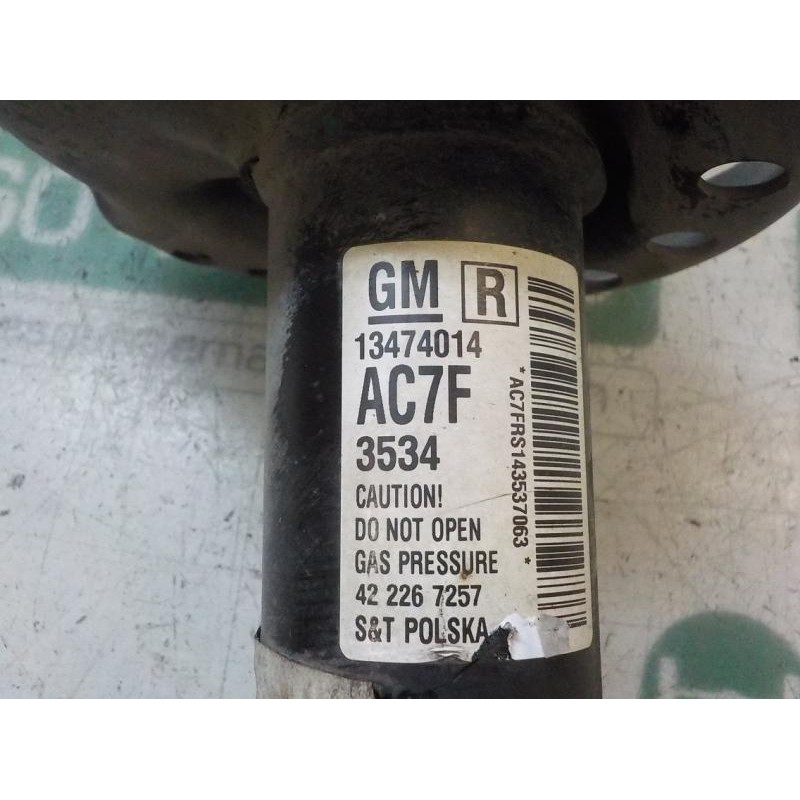 GM R
13474014
AC7F
3534
CAUTION!
DO NOT OPEN
GAS PRESSURE
42 226 7257
S&T POLSKA
*AC7FRS143537063*